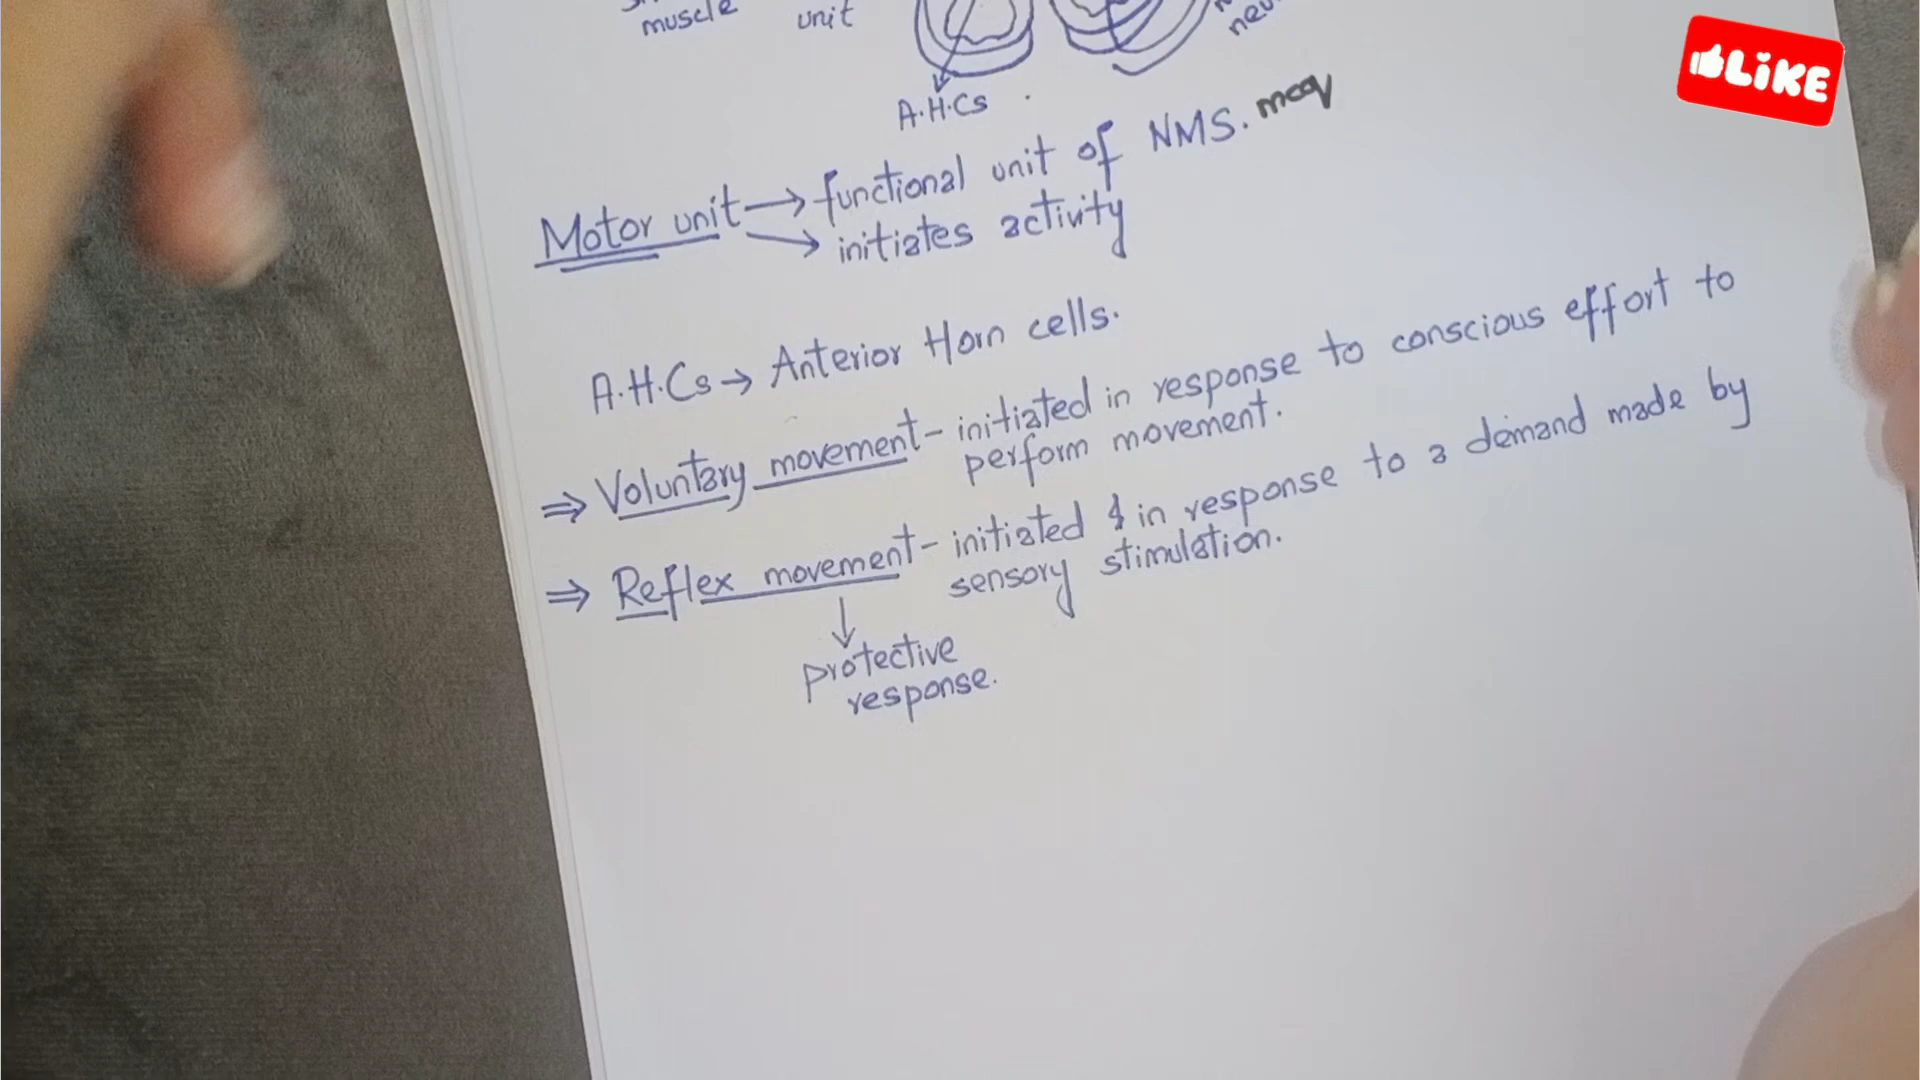 muscle unit
A.H.Cs
Motor unit → functional unit of NMS. mcq
→ initiates activity
A.H.Cs → Anterior Horn cells.
⇒ Voluntary movement - initiated in response to conscious effort to
perform movement.
⇒ Reflex movement - initiated in response to a demand made by
sensory stimulation.
↓
protective
response.
LIKE